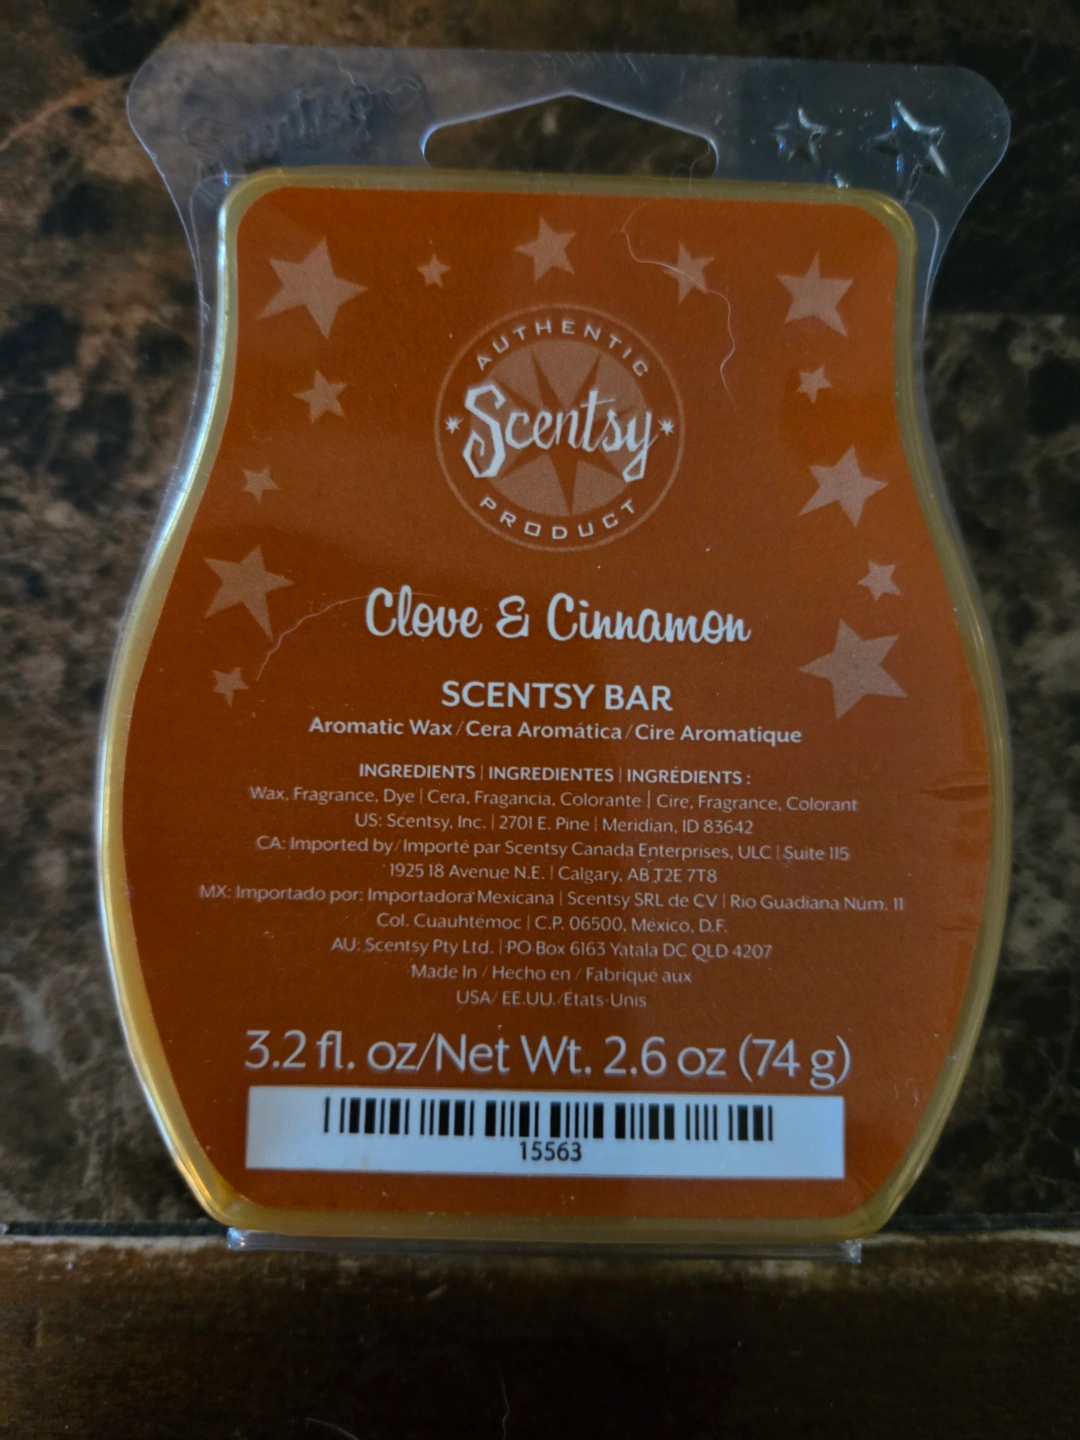 Scentsy
AUTHENTIC
Scentsy
PRODUCT
Clove & Cinnamon
SCENTSY BAR
Aromatic Wax / Cera Aromática / Cire Aromatique
INGREDIENTS | INGREDIENTES | INGRÉDIENTS :
Wax, Fragrance, Dye | Cera, Fragancia, Colorante | Cire, Fragrance, Colorant
US: Scentsy, Inc. | 2701 E. Pine | Meridian, ID 83642
CA: Imported by / Importé par Scentsy Canada Enterprises, ULC | Suite 115
1925 18 Avenue N.E. | Calgary, AB T2E 7T8
MX: Importado por: Importadora Mexicana | Scentsy SRL de CV | Rio Guadiana Núm. 11
Col. Cuauhtémoc | C.P. 06500, México, D.F.
AU: Scentsy Pty Ltd. | PO Box 6163 Yatala DC QLD 4207
Made In / Hecho en / Fabriqué aux
USA / EE.UU. / États-Unis
3.2 fl. oz/Net Wt. 2.6 oz (74 g)
15563